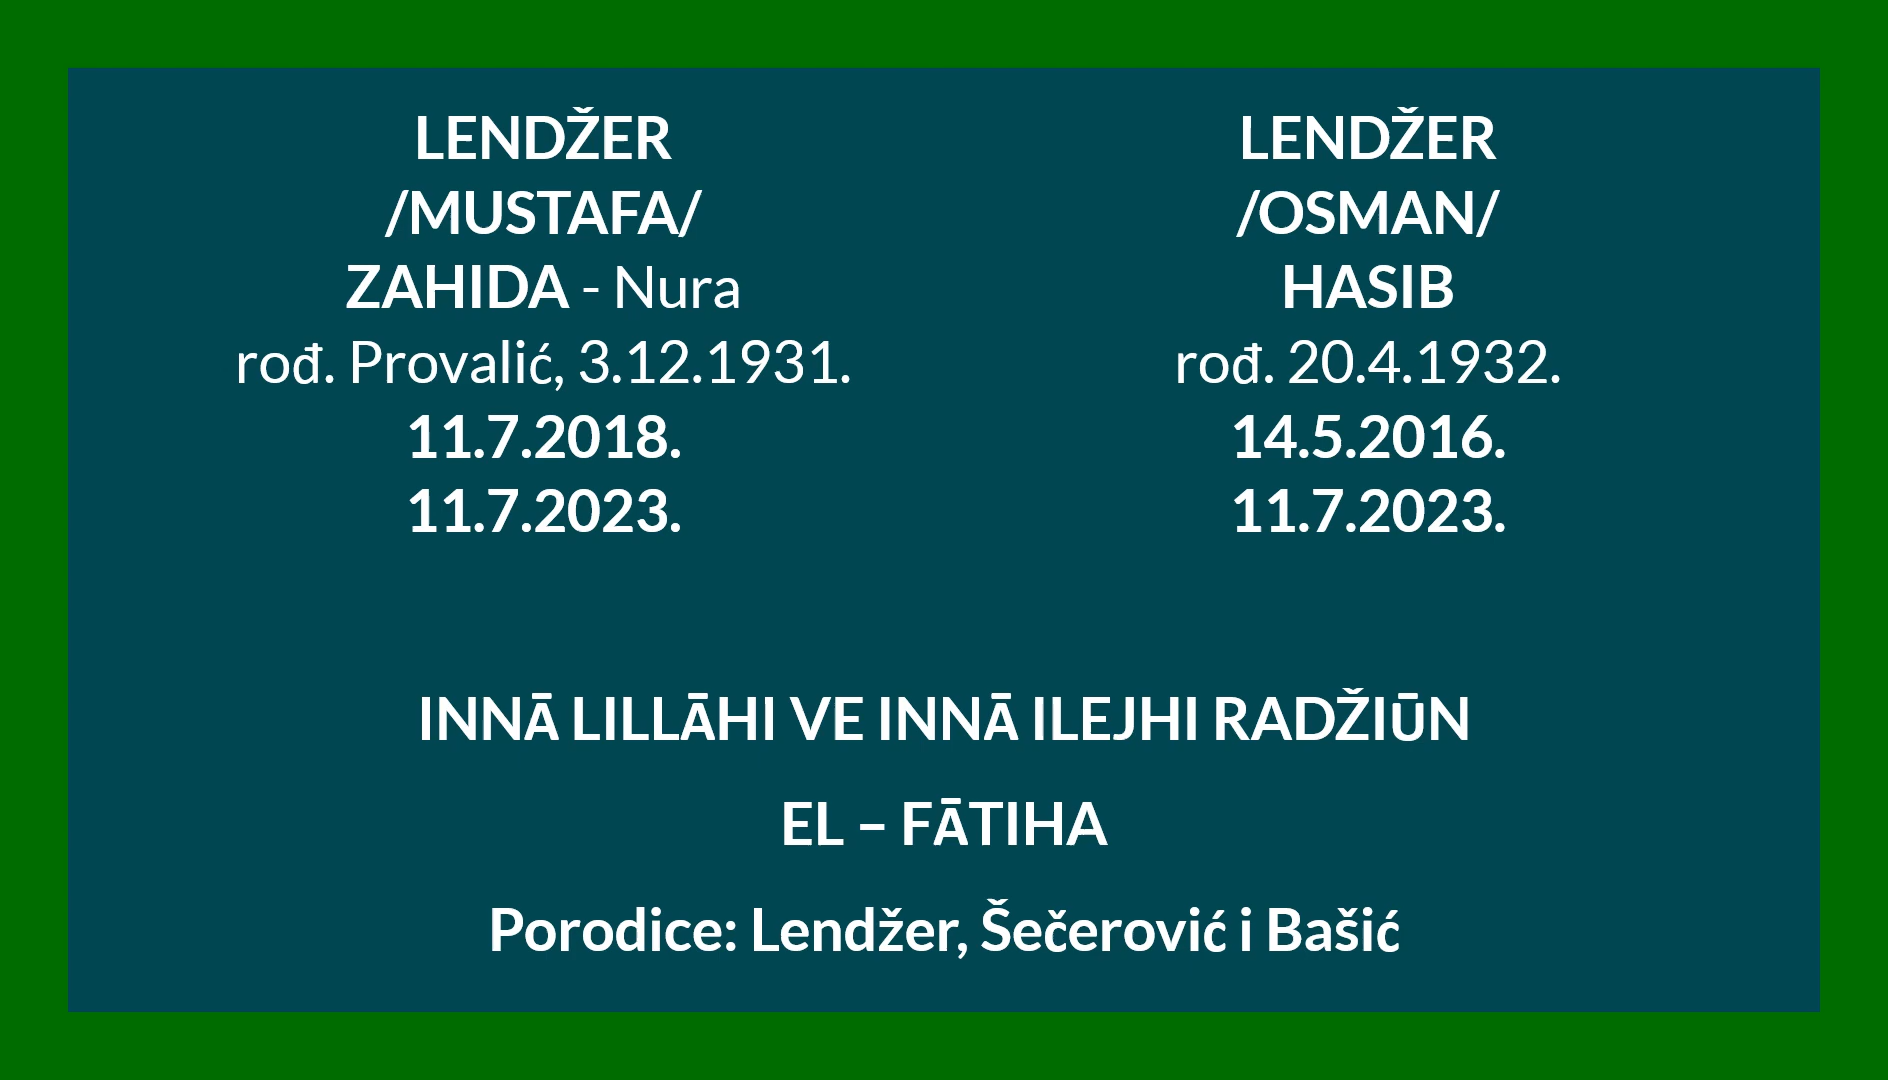 LENDŽER
/MUSTAFA/
ZAHIDA - Nura
rođ. Provalić, 3.12.1931.
11.7.2018.
11.7.2023.
LENDŽER
/OSMAN/
HASIB
rođ. 20.4.1932.
14.5.2016.
11.7.2023.
INNĀ LILLĀHI VE INNĀ ILEJHI RADŽIŪN
EL – FĀTIHA
Porodice: Lendžer, Šečerović i Bašić